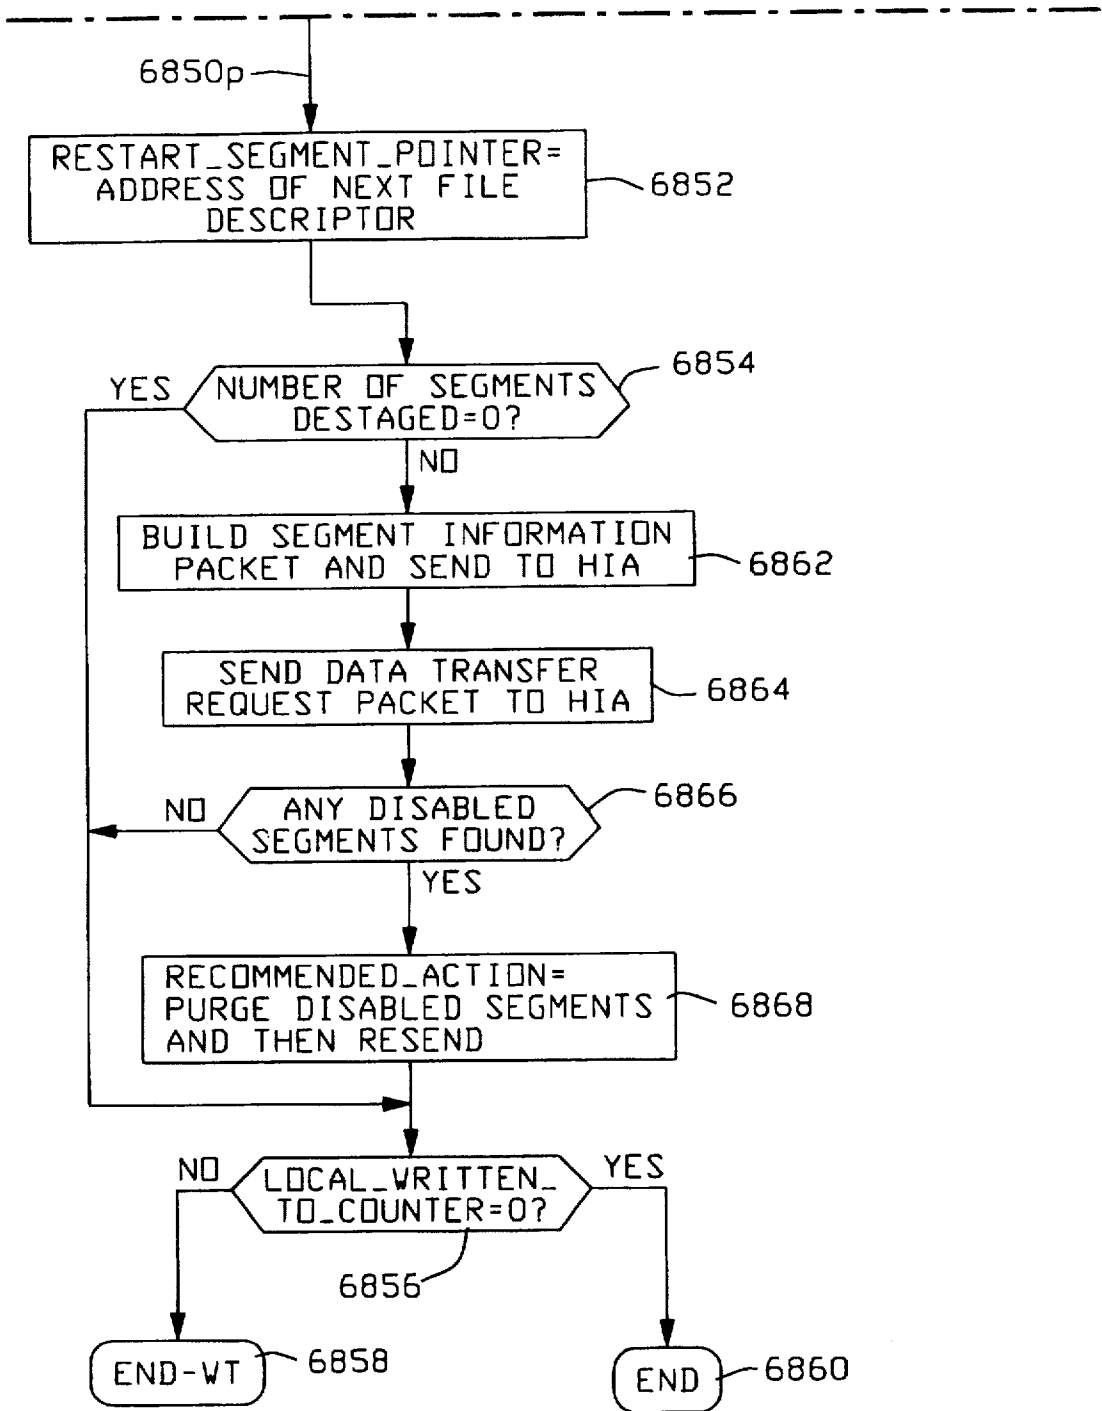 6850p
RESTART_SEGMENT_POINTER=
ADDRESS OF NEXT FILE
DESCRIPTOR
6852
6854
YES
NUMBER OF SEGMENTS
DESTAGED=0?
NO
BUILD SEGMENT INFORMATION
PACKET AND SEND TO HIA
6862
SEND DATA TRANSFER
REQUEST PACKET TO HIA
6864
6866
NO
ANY DISABLED
SEGMENTS FOUND?
YES
RECOMMENDED_ACTION=
PURGE DISABLED SEGMENTS
AND THEN RESEND
6868
NO
LOCAL_WRITTEN_
TO_COUNTER=0?
YES
6856
END-WT
6858
END
6860